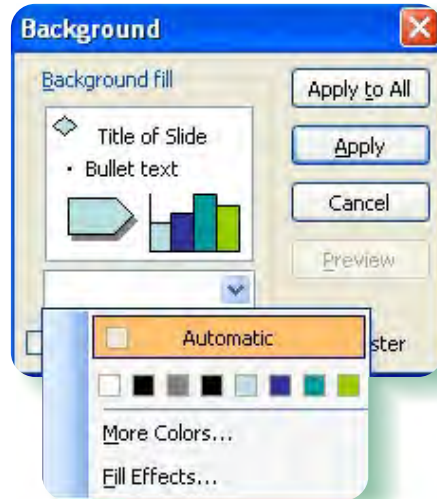 Background
Background fill
Title of Slide
• Bullet text
Apply to All
Apply
Cancel
Preview
Automatic
ster
More Colors...
Fill Effects...